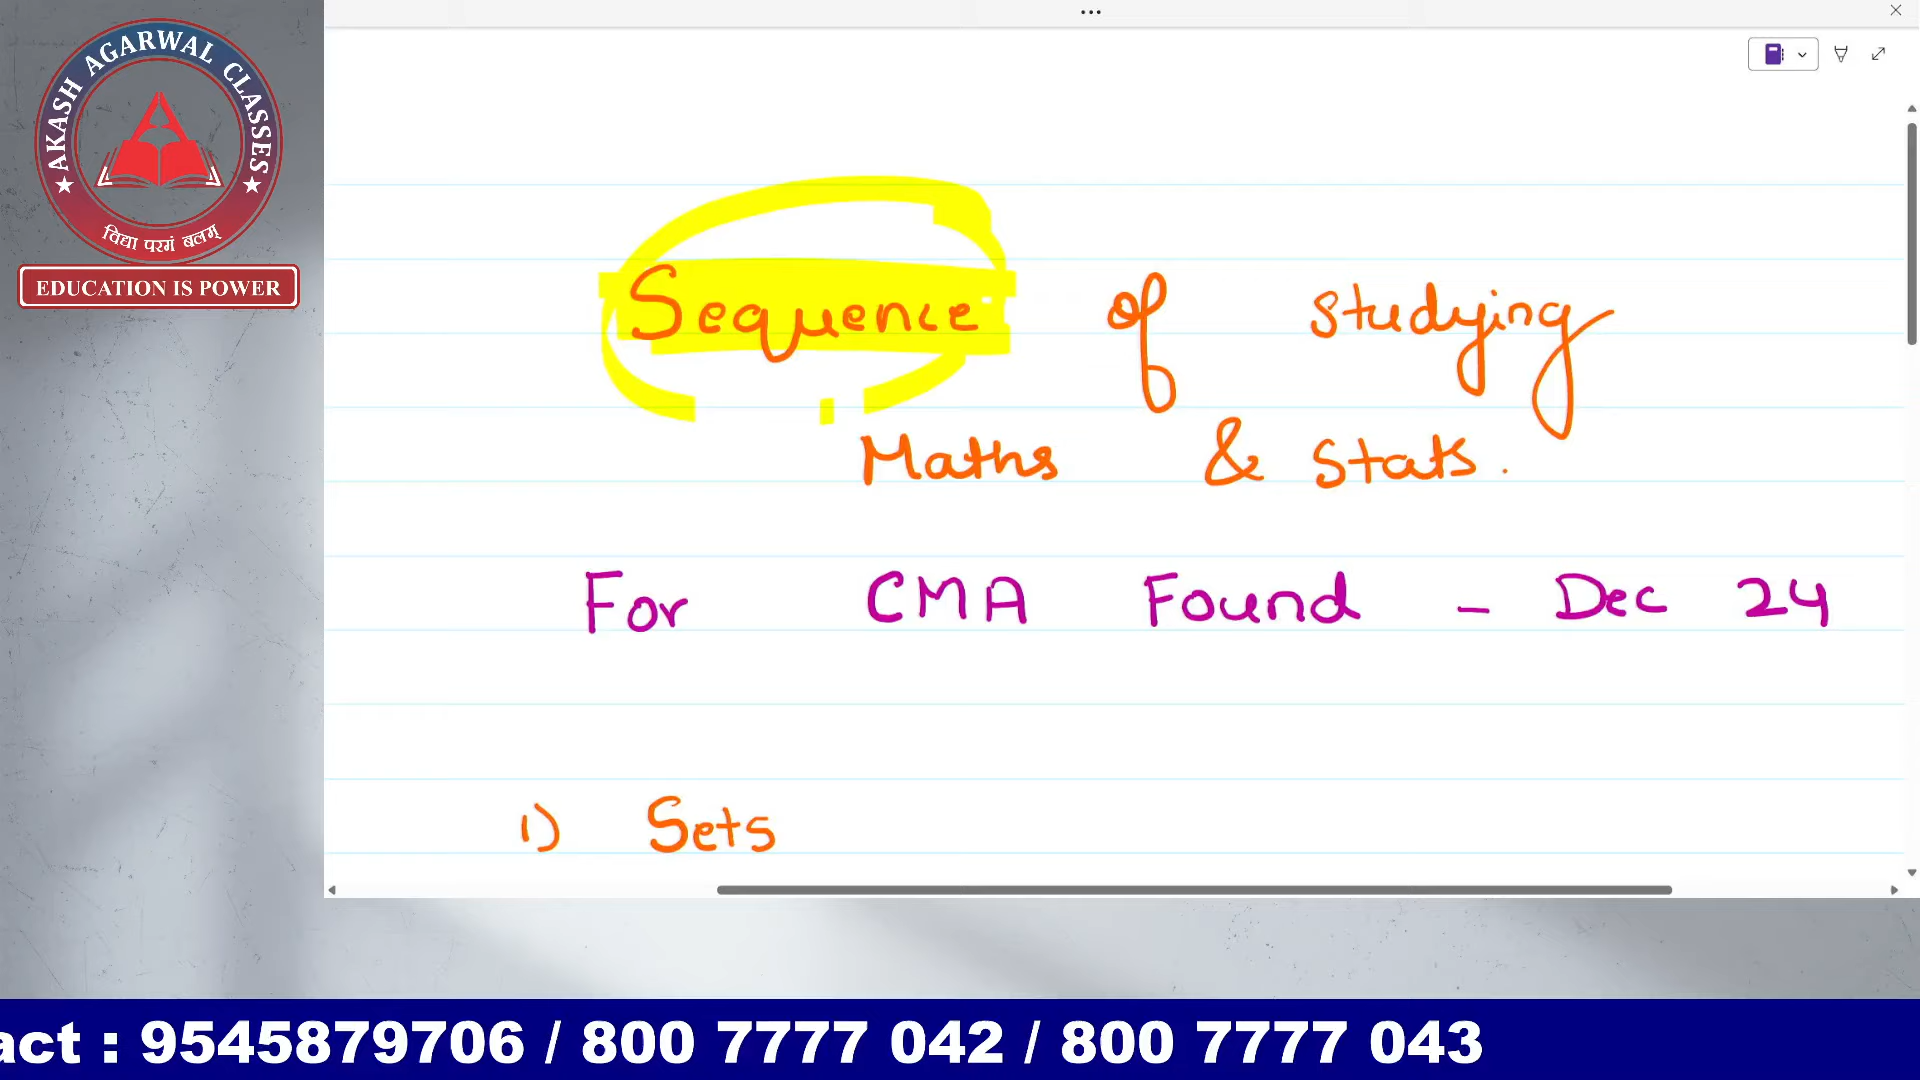 AKASH AGARWAL CLASSES
विद्या परमं बलम्
EDUCATION IS POWER
Sequence of studying
Maths & Stats.
For CMA Found - Dec 24
1) Sets
act : 9545879706 / 800 7777 042 / 800 7777 043